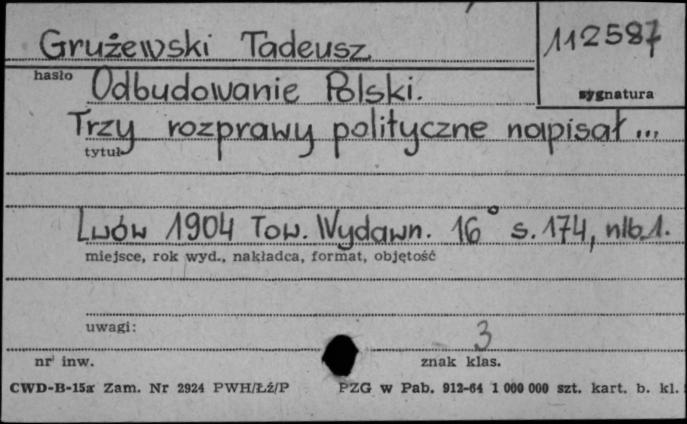 Grużewski Tadeusz
112587
hasło
sygnatura
Odbudowanie Polski.
Trzy rozprawy polityczne napisał...
tytuł
Lwów 1904 Tow. Wydawn. 16° s. 174, nlb. 1.
miejsce, rok wyd., nakładca, format, objętość
uwagi:
3
nr inw.
znak klas.
CWD-B-15a Zam. Nr 2924 PWH/Łź/P PZG w Pab. 912-64 1 000 000 szt. kart. b. kl.